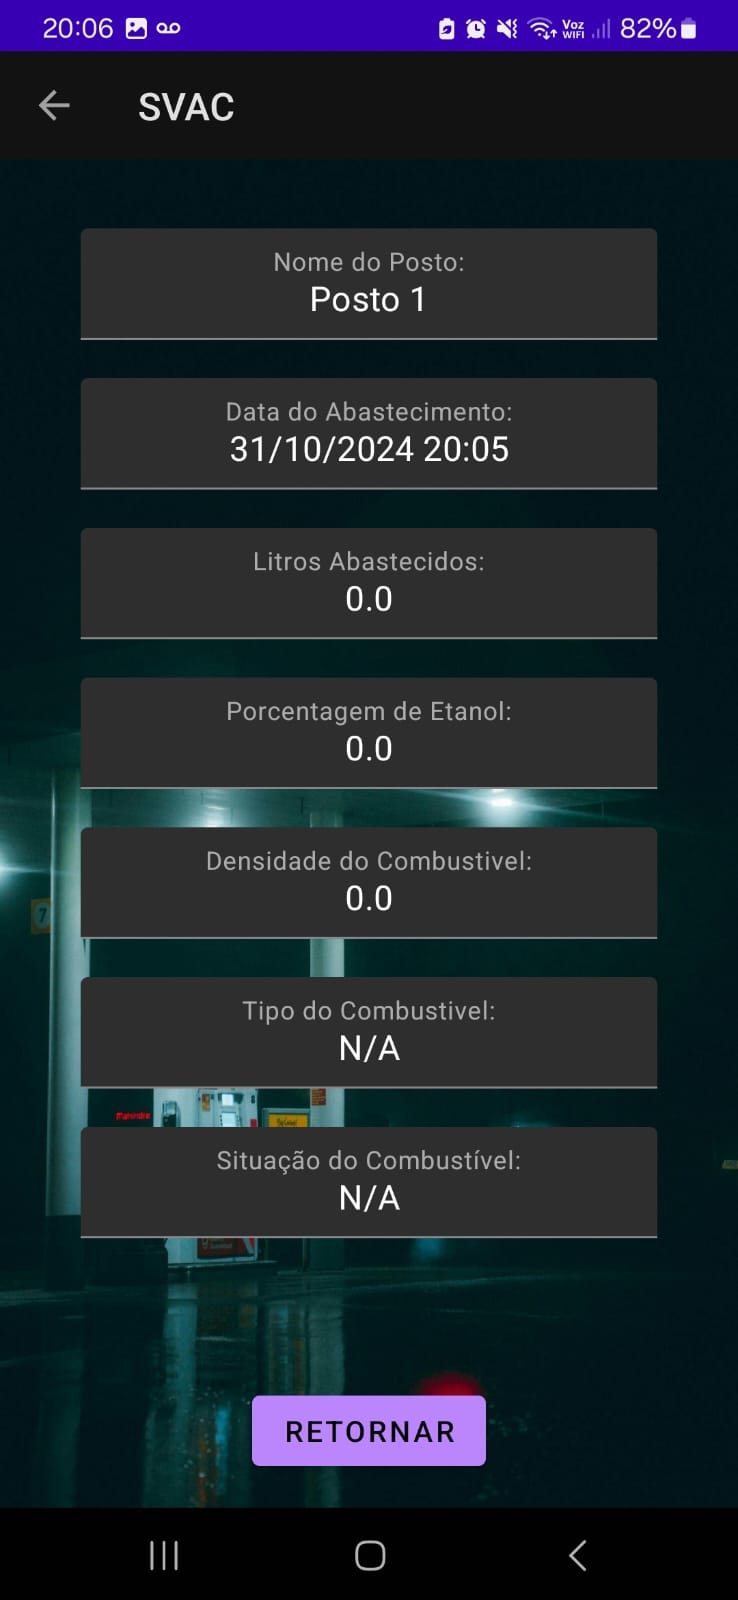 20:06
Voz
WIFI
82%
SVAC
Nome do Posto:
Posto 1
Data do Abastecimento:
31/10/2024 20:05
Litros Abastecidos:
0.0
Porcentagem de Etanol:
0.0
7
Densidade do Combustivel:
0.0
Tipo do Combustivel:
N/A
Mahindra
Situação do Combustível:
N/A
RETORNAR